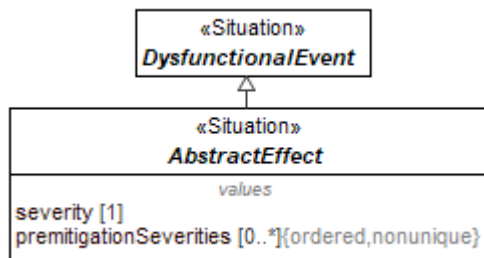 «Situation»
DysfunctionalEvent
«Situation»
AbstractEffect
values
severity [1]
premitigationSeverities [0..*]{ordered,nonunique}